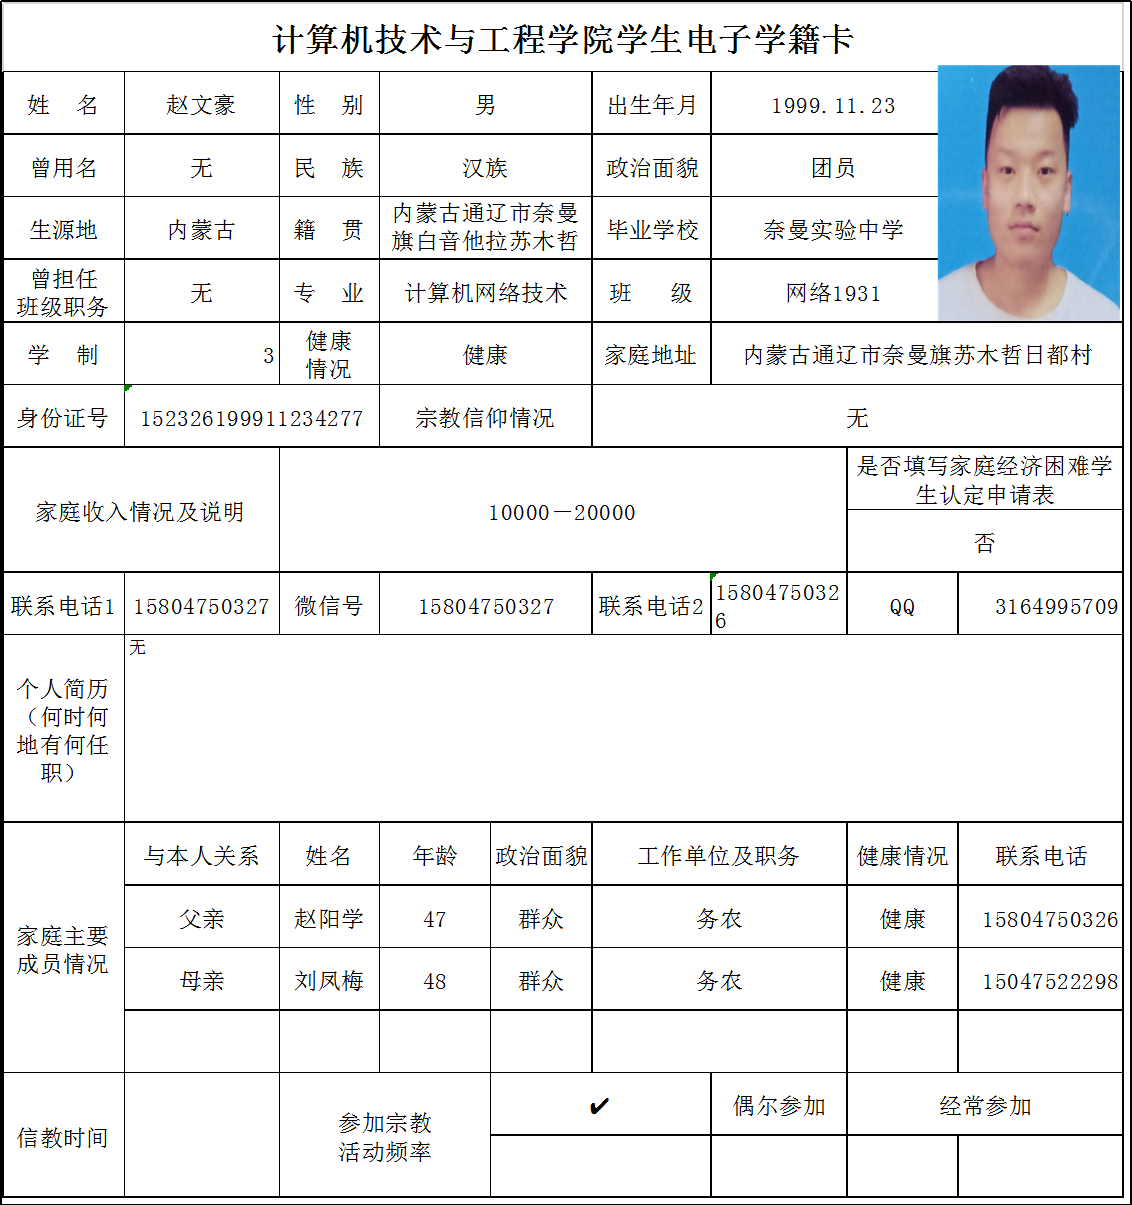 计算机技术与工程学院学生电子学籍卡
姓 名 赵文豪 性 别 男 出生年月 1999.11.23
曾用名 无 民 族 汉族 政治面貌 团员
生源地 内蒙古 籍 贯 内蒙古通辽市奈曼
旗白音他拉苏木哲 毕业学校 奈曼实验中学
曾担任
班级职务 无 专 业 计算机网络技术 班 级 网络1931
学 制 3 健康
情况 健康 家庭地址 内蒙古通辽市奈曼旗苏木哲日都村
身份证号 152326199911234277 宗教信仰情况 无
家庭收入情况及说明 10000－20000 是否填写家庭经济困难学
生认定申请表
否
联系电话1 15804750327 微信号 15804750327 联系电话2 1580475032
6 QQ 3164995709
个人简历
（何时何
地有何任
职） 无
家庭主要
成员情况
与本人关系 姓名 年龄 政治面貌 工作单位及职务 健康情况 联系电话
父亲 赵阳学 47 群众 务农 健康 15804750326
母亲 刘凤梅 48 群众 务农 健康 15047522298
信教时间 参加宗教
活动频率 ✔ 偶尔参加 经常参加